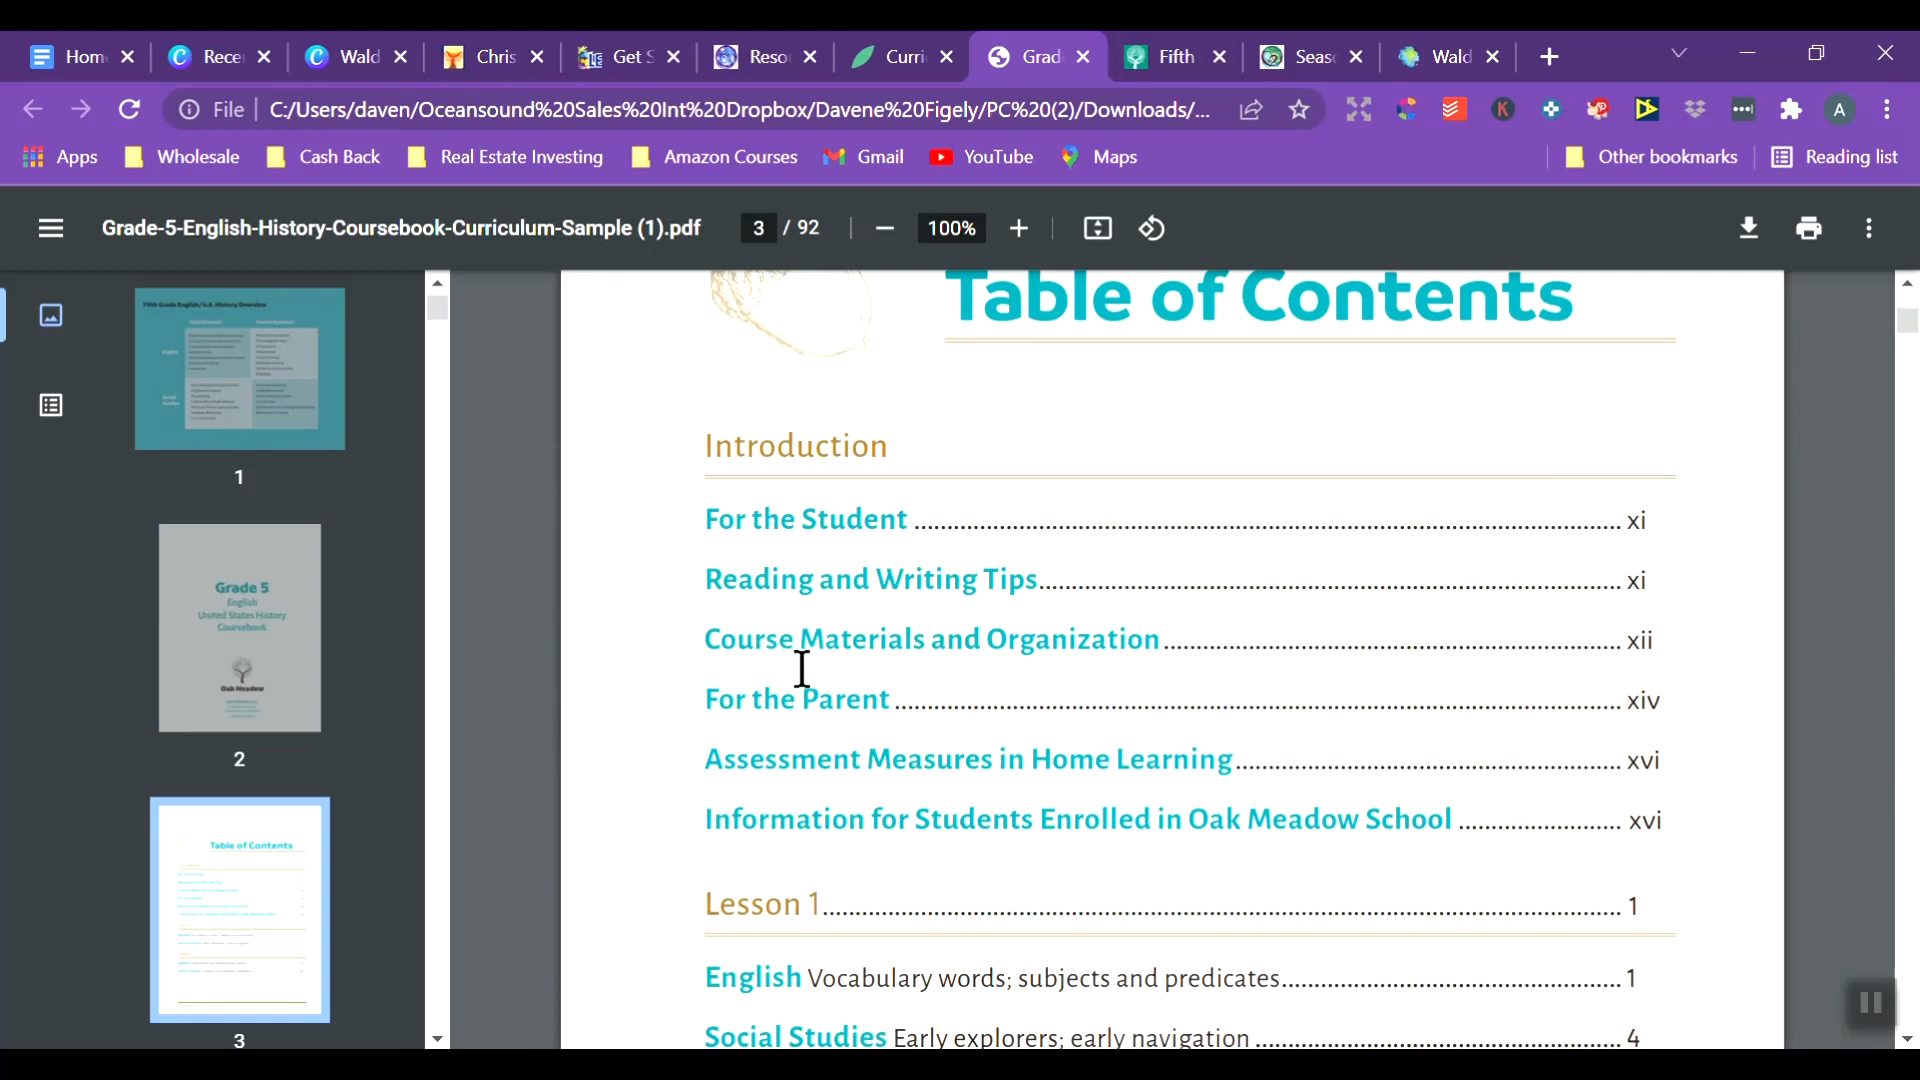 Hom
Rece
Wald
Chris
Get S
Reso
Curri
Grad
Fifth
Seas
Wald
File
C:/Users/daven/Oceansound%20Sales%20Int%20Dropbox/Davene%20Figely/PC%20(2)/Downloads/...
A
Apps
Wholesale
Cash Back
Real Estate Investing
Amazon Courses
Gmail
YouTube
Maps
Other bookmarks
Reading list
Grade-5-English-History-Coursebook-Curriculum-Sample (1).pdf
3 / 92
100%
Fifth Grade English/U.S. History Overview
1
Grade 5
English
United States History
Coursebook
Oak Meadow
2
Table of Contents
3
Table of Contents
Introduction
For the Student ........ xi
Reading and Writing Tips........ xi
Course Materials and Organization ........ xii
For the Parent ........ xiv
Assessment Measures in Home Learning........ xvi
Information for Students Enrolled in Oak Meadow School ........ xvi
Lesson 1........ 1
English Vocabulary words; subjects and predicates........ 1
Social Studies Early explorers; early navigation ........ 4